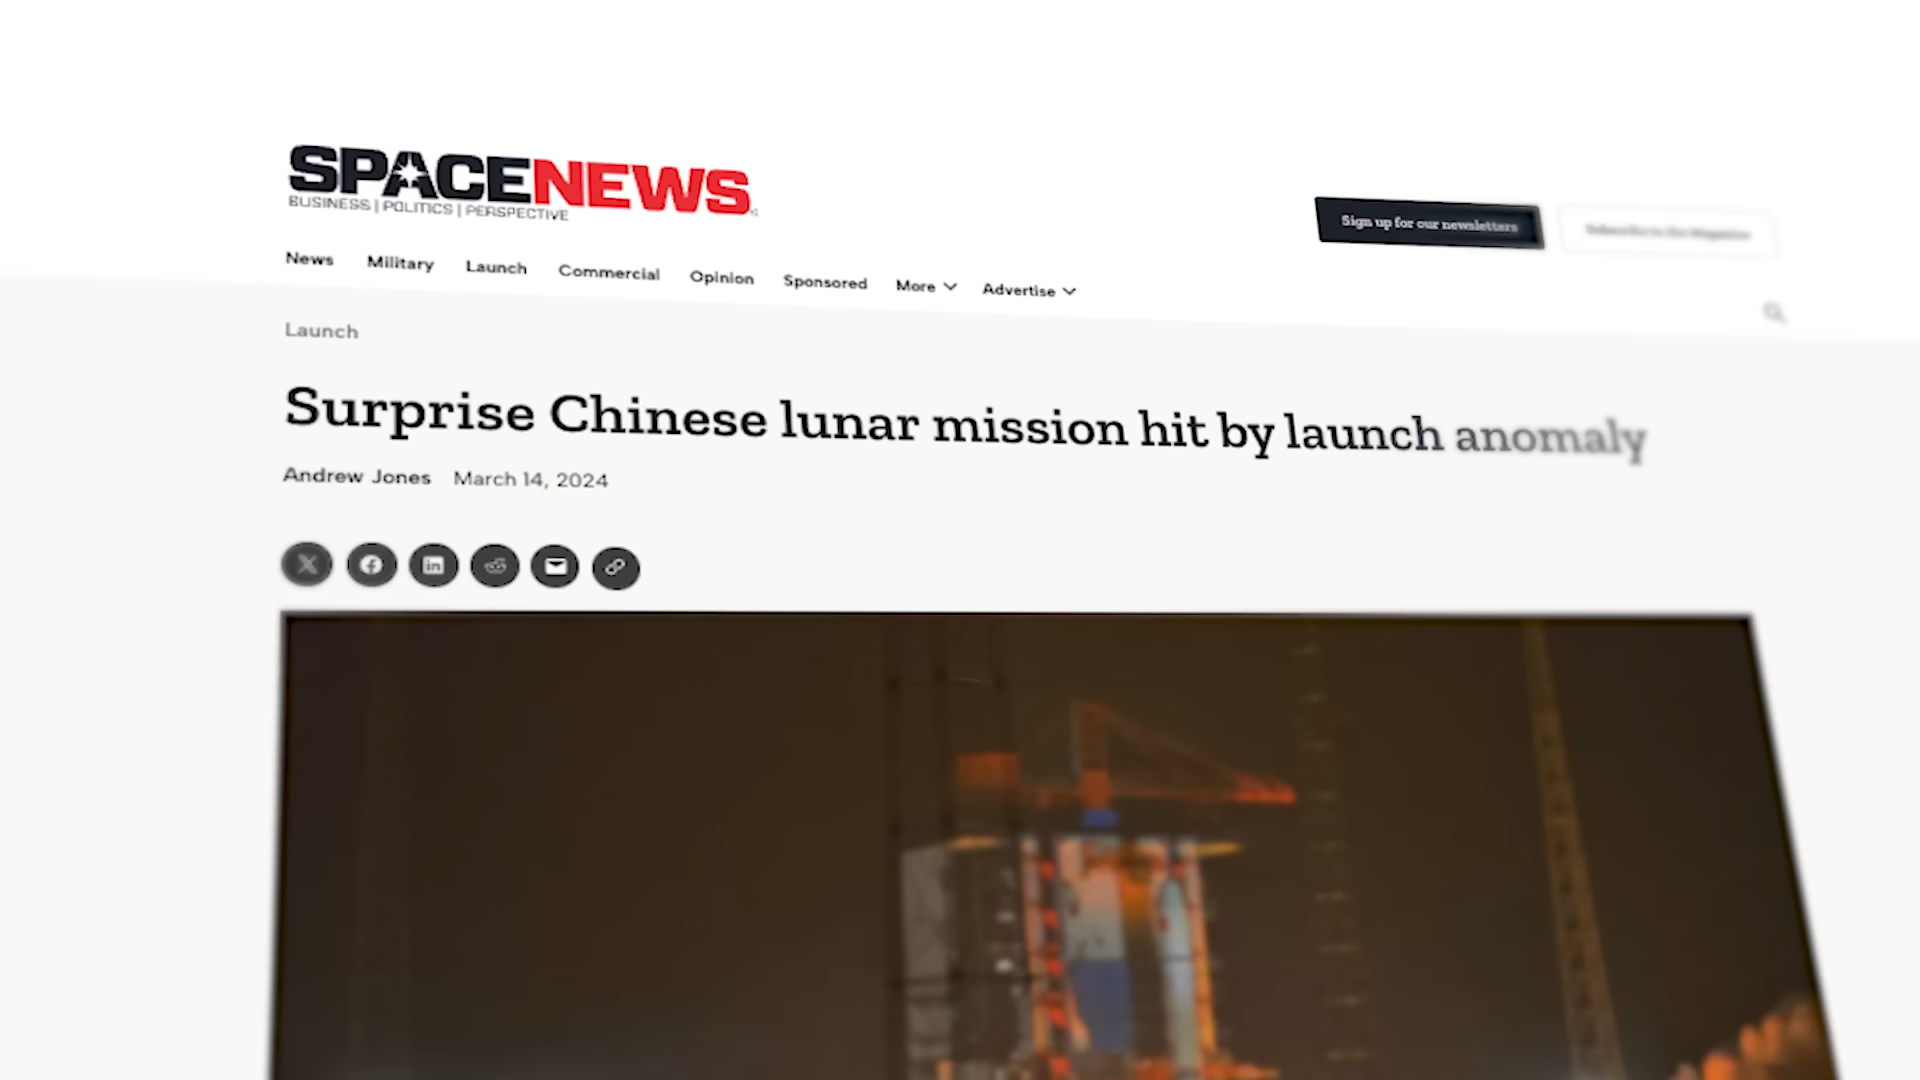 SPACENEWS
BUSINESS | POLITICS | PERSPECTIVE
Sign up for our newsletters
News Military Launch Commercial Opinion Sponsored More Advertise
Launch
Surprise Chinese lunar mission hit by launch anomaly
Andrew Jones March 14, 2024